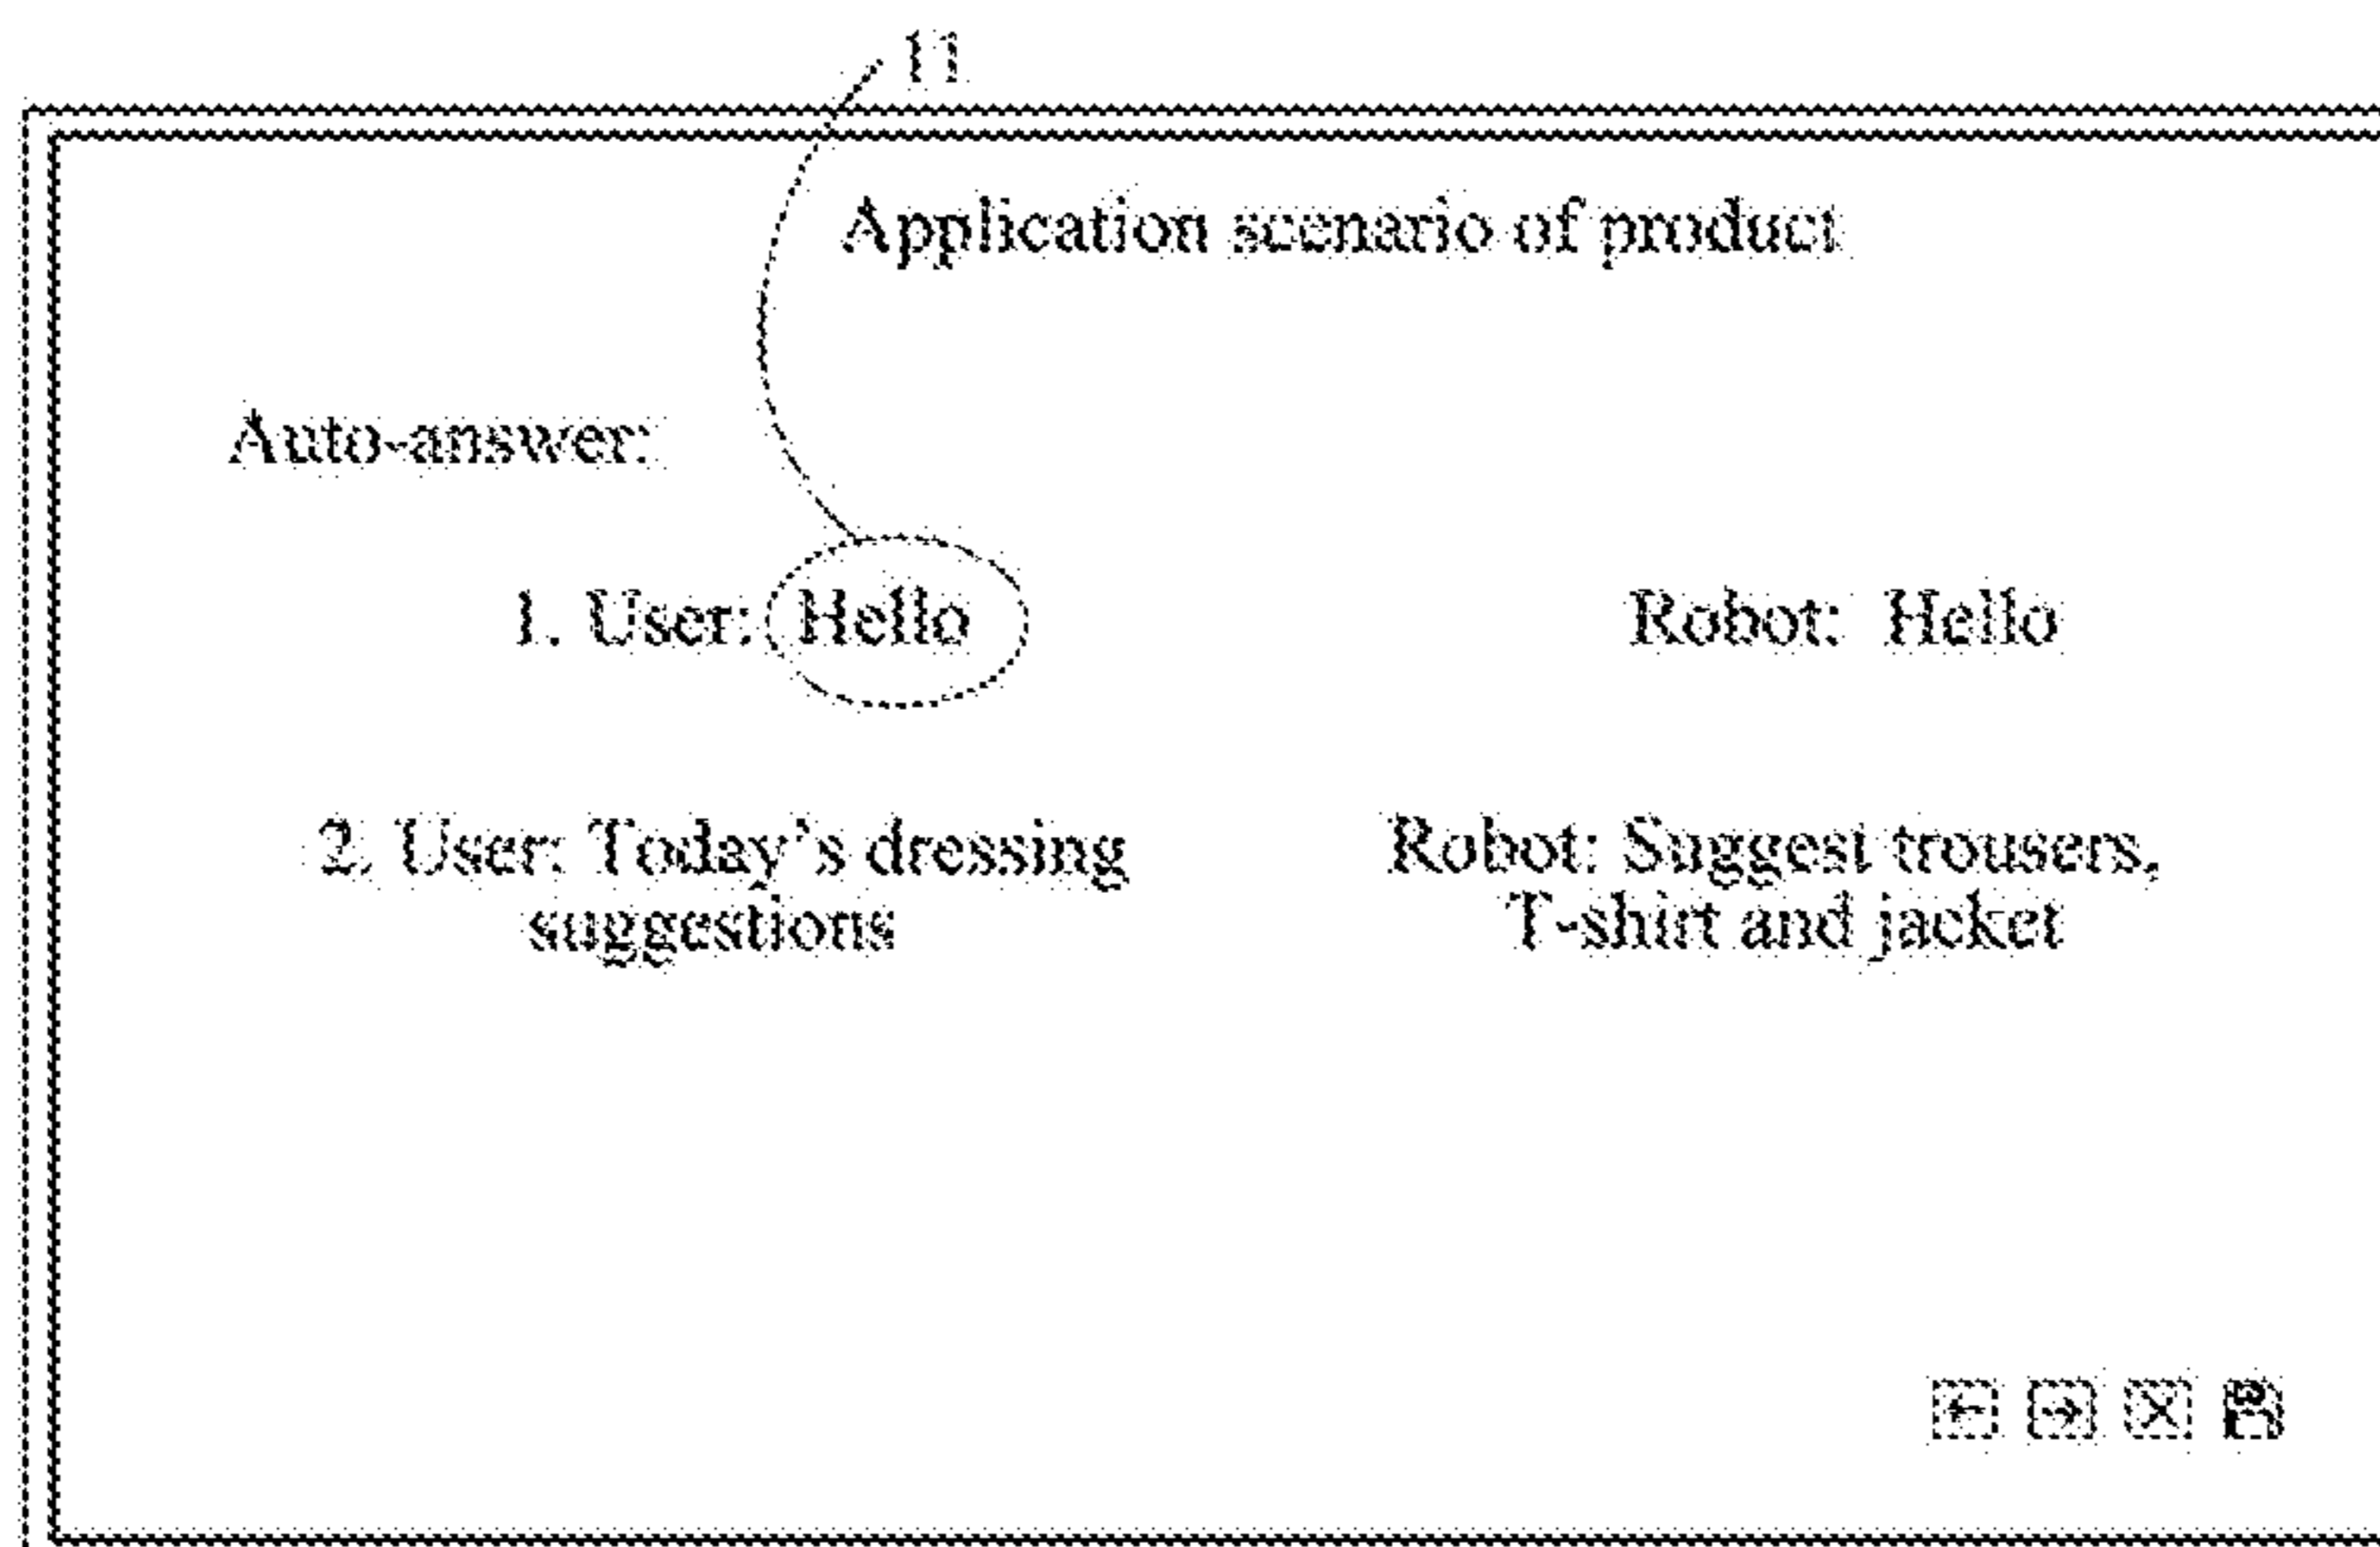 11
Application scenario of product
Auto-answer:
1. User: Hello Robot: Hello
2. User: Today's dressing Robot: Suggest trousers,
suggestions T-shirt and jacket